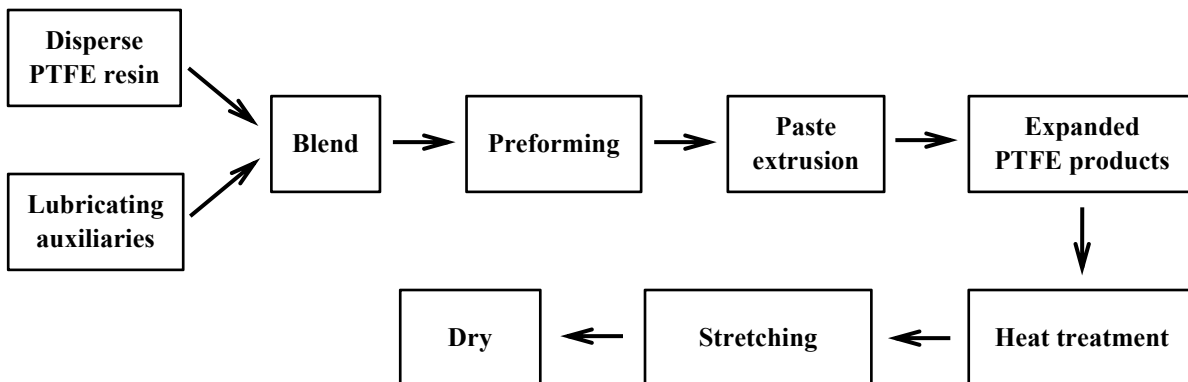 Disperse
PTFE resin
Lubricating
auxiliaries
Blend
Preforming
Paste
extrusion
Expanded
PTFE products
Heat treatment
Stretching
Dry